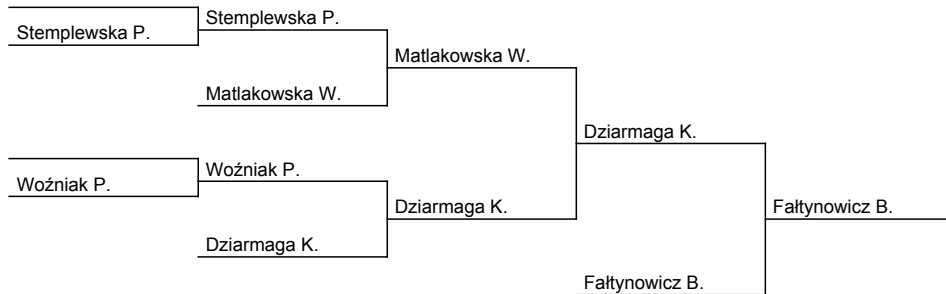 Stemplewska P.
Stemplewska P.
Matlakowska W.
Matlakowska W.
Dziarmaga K.
Woźniak P.
Woźniak P.
Dziarmaga K.
Fałtynowicz B.
Dziarmaga K.
Fałtynowicz B.